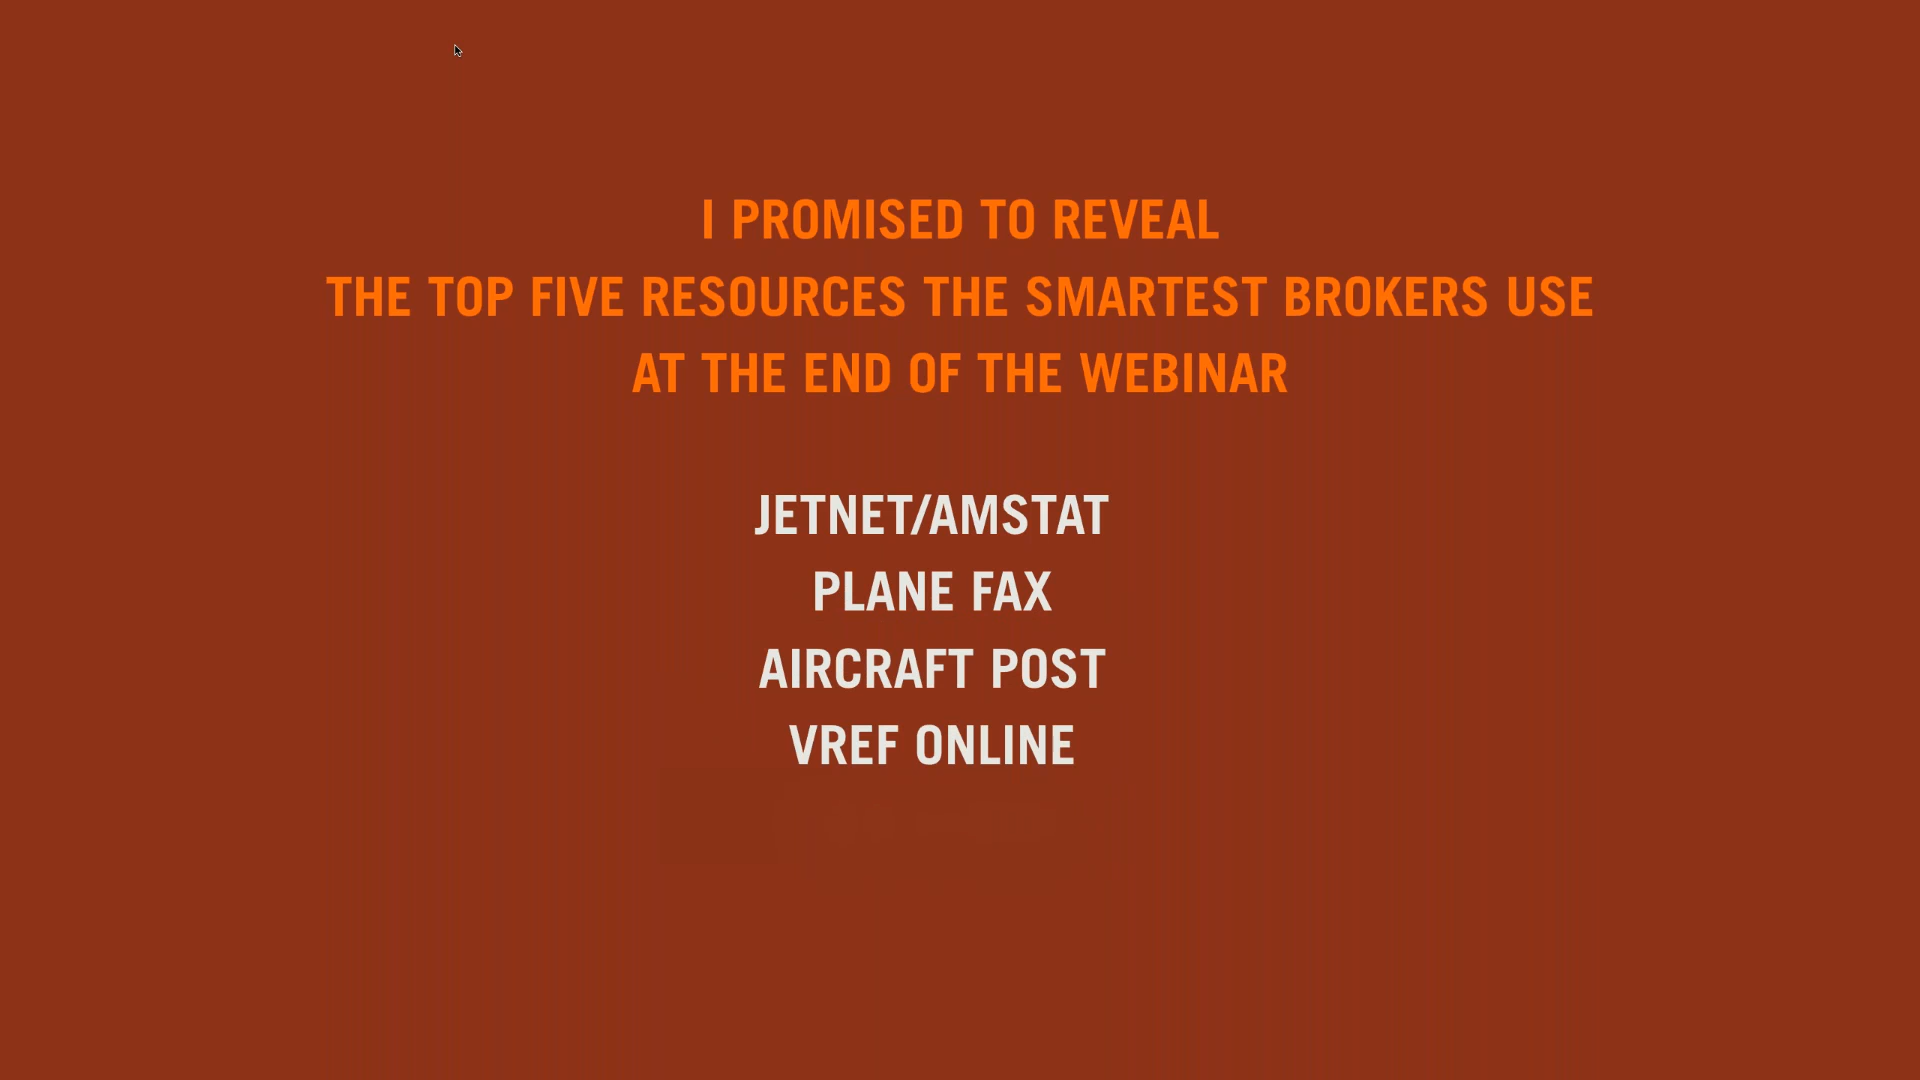 I PROMISED TO REVEAL
THE TOP FIVE RESOURCES THE SMARTEST BROKERS USE
AT THE END OF THE WEBINAR
JETNET/AMSTAT
PLANE FAX
AIRCRAFT POST
VREF ONLINE